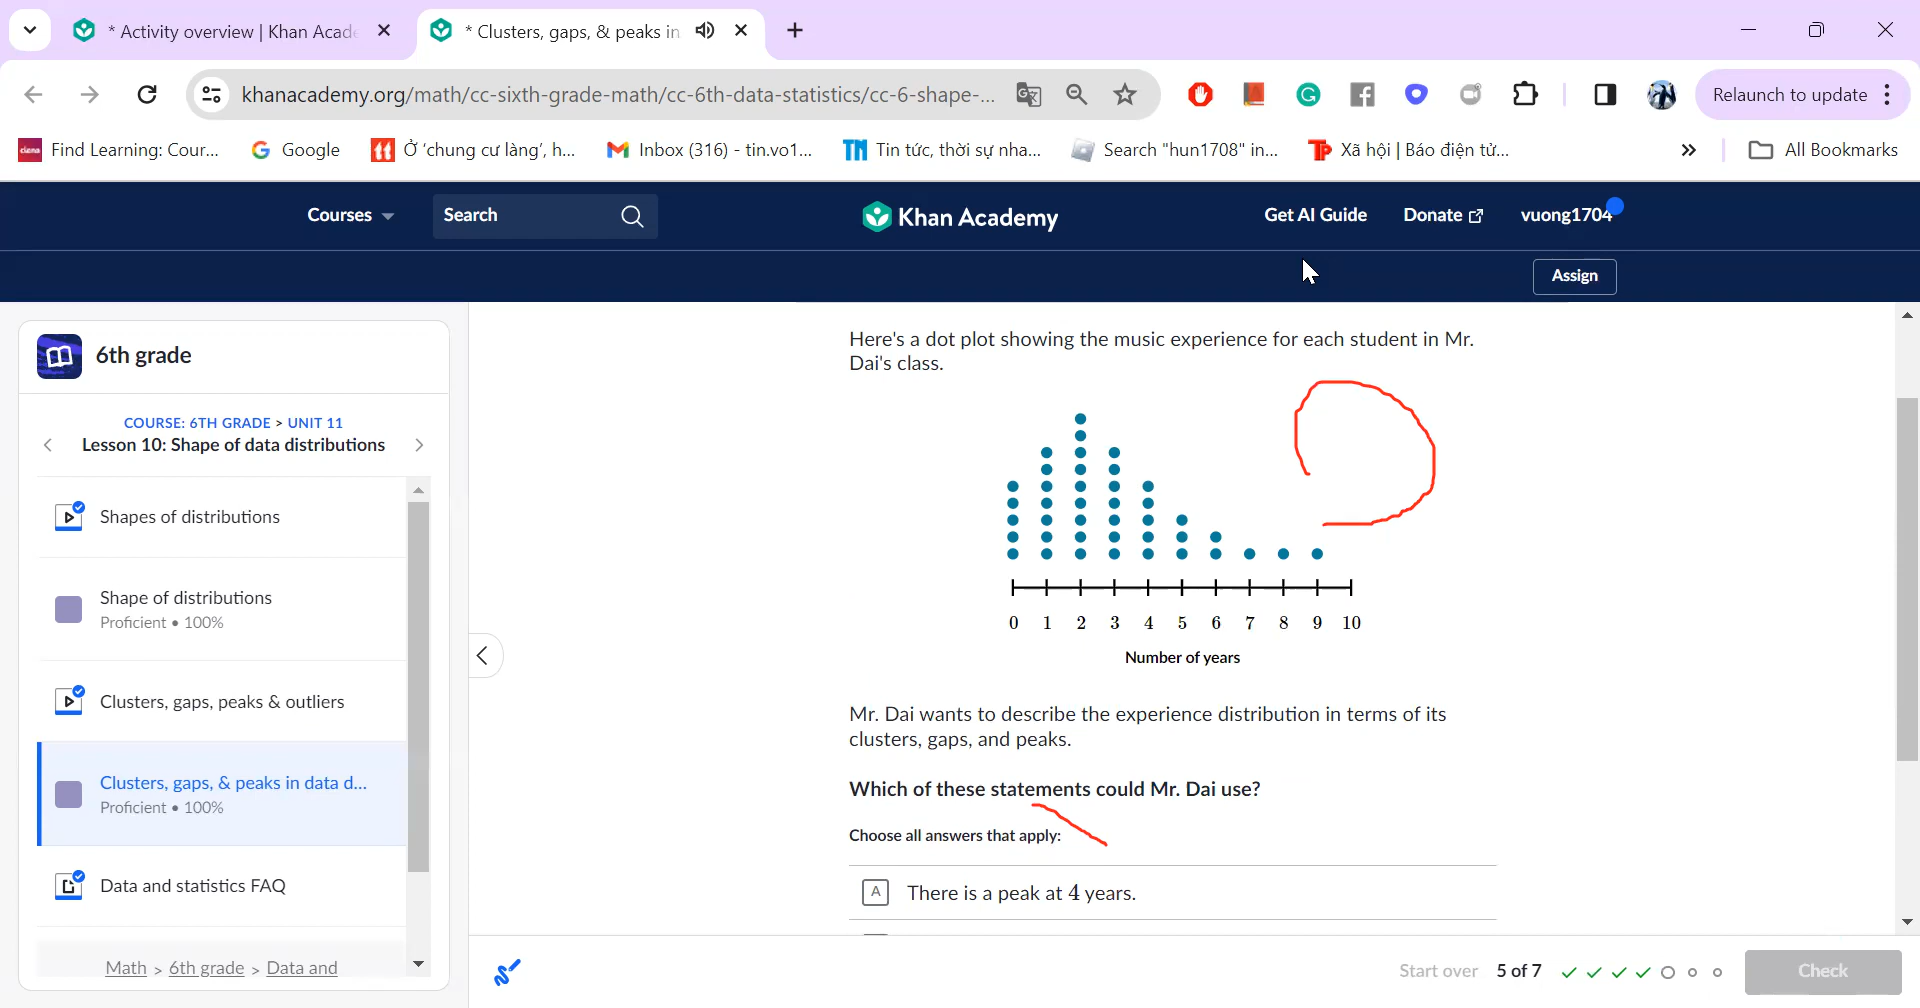 * Activity overview | Khan Acade
* Clusters, gaps, & peaks in
khanacademy.org/math/cc-sixth-grade-math/cc-6th-data-statistics/cc-6-shape-...
Relaunch to update
Find Learning: Cour...
Google
Ở 'chung cư làng', h...
Inbox (316) - tin.vo1...
Tin tức, thời sự nha...
Search "hun1708" in...
Xã hội | Báo điện tử...
All Bookmarks
Courses
Search
Khan Academy
Get AI Guide
Donate
vuong1704
Assign
6th grade
COURSE: 6TH GRADE > UNIT 11
Lesson 10: Shape of data distributions
Shapes of distributions
Shape of distributions
Proficient • 100%
Clusters, gaps, peaks & outliers
Clusters, gaps, & peaks in data d...
Proficient • 100%
Data and statistics FAQ
Math > 6th grade > Data and
Here's a dot plot showing the music experience for each student in Mr.
Dai's class.
0 1 2 3 4 5 6 7 8 9 10
Number of years
Mr. Dai wants to describe the experience distribution in terms of its
clusters, gaps, and peaks.
Which of these statements could Mr. Dai use?
Choose all answers that apply:
A There is a peak at 4 years.
Start over 5 of 7
Check